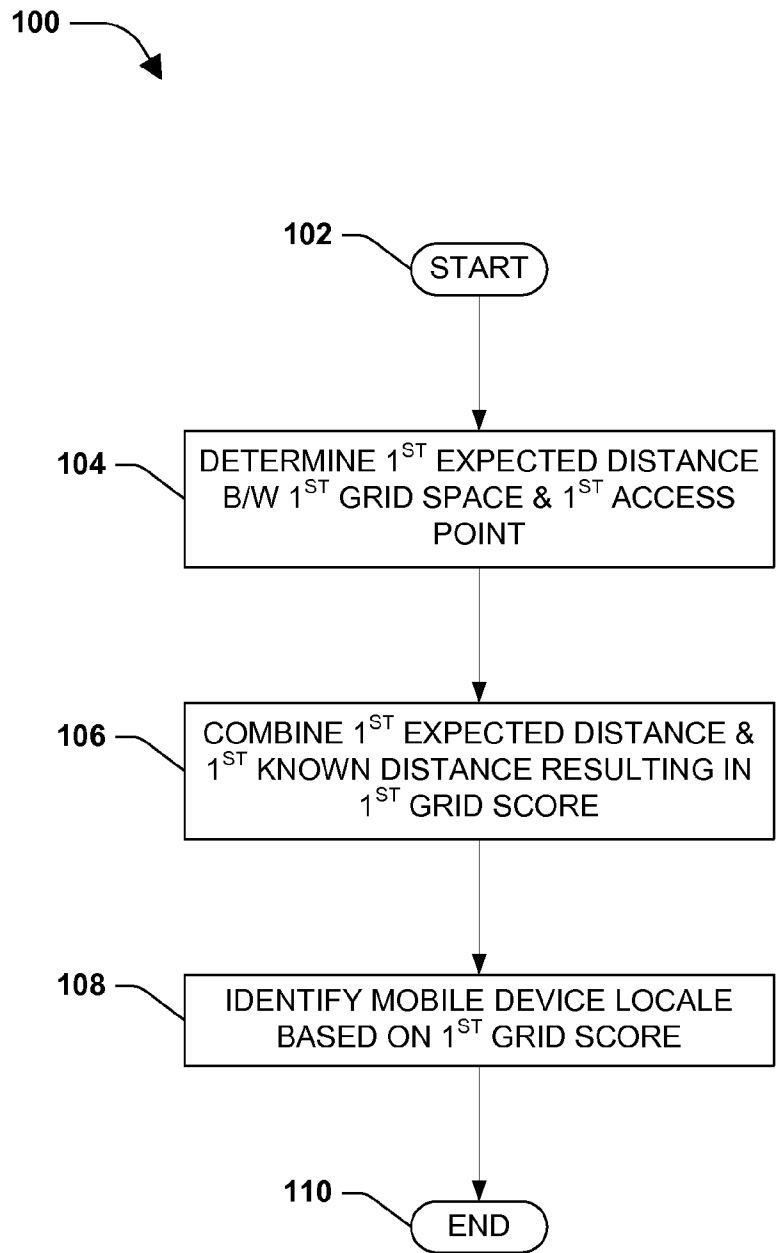 100
102
START
104
DETERMINE 1ST EXPECTED DISTANCE
B/W 1ST GRID SPACE & 1ST ACCESS
POINT
106
COMBINE 1ST EXPECTED DISTANCE &
1ST KNOWN DISTANCE RESULTING IN
1ST GRID SCORE
108
IDENTIFY MOBILE DEVICE LOCALE
BASED ON 1ST GRID SCORE
110
END